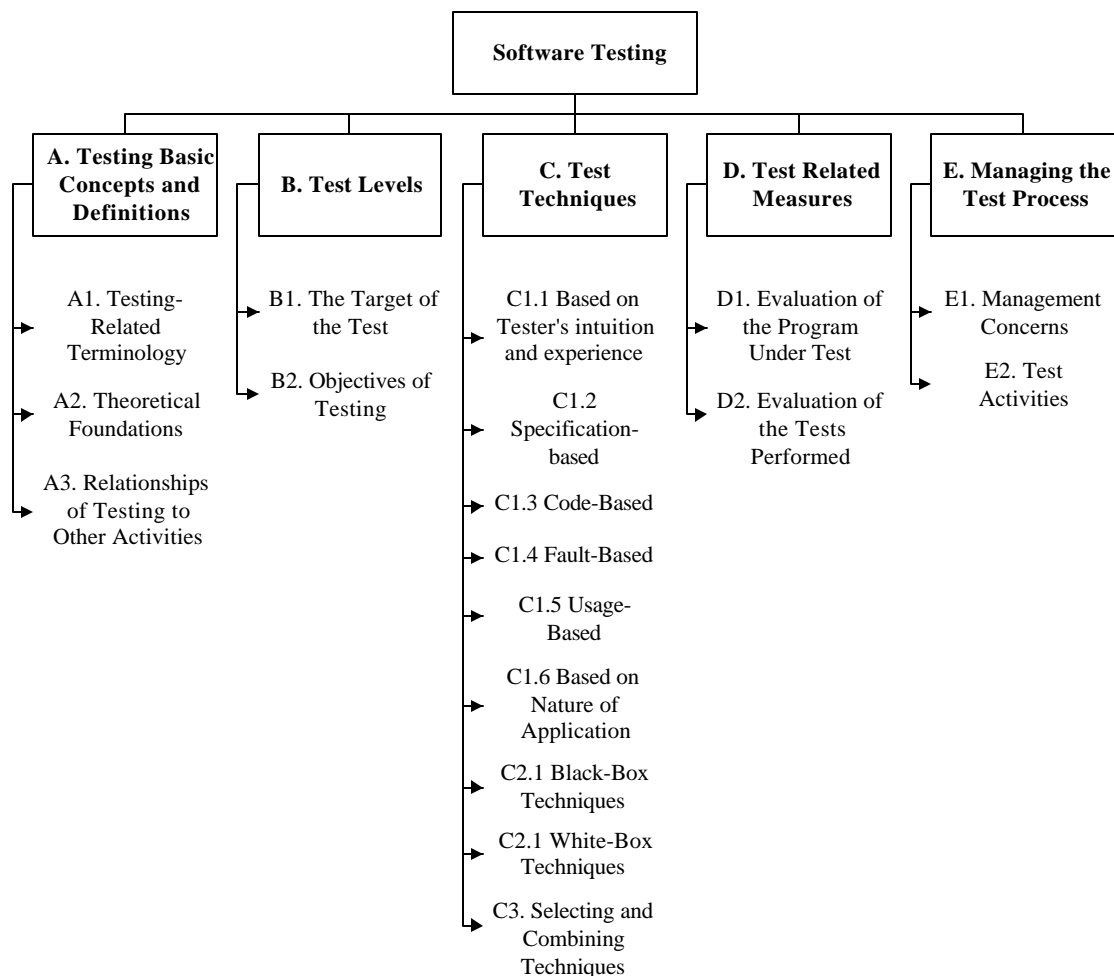 Software Testing
A. Testing Basic
Concepts and
Definitions
B. Test Levels
C. Test
Techniques
D. Test Related
Measures
E. Managing the
Test Process
A1. Testing-
Related
Terminology
A2. Theoretical
Foundations
A3. Relationships
of Testing to
Other Activities
B1. The Target of
the Test
B2. Objectives of
Testing
C1.1 Based on
Tester's intuition
and experience
C1.2
Specification-
based
C1.3 Code-Based
C1.4 Fault-Based
C1.5 Usage-
Based
C1.6 Based on
Nature of
Application
C2.1 Black-Box
Techniques
C2.1 White-Box
Techniques
C3. Selecting and
Combining
Techniques
D1. Evaluation of
the Program
Under Test
D2. Evaluation of
the Tests
Performed
E1. Management
Concerns
E2. Test
Activities